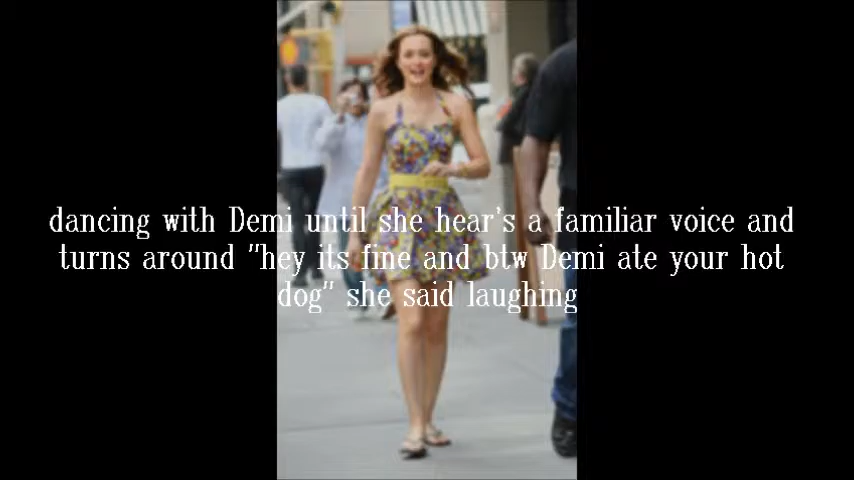 dancing with Demi until she hear's a familiar voice and
turns around "hey its fine and btw Demi ate your hot
dog" she said laughing